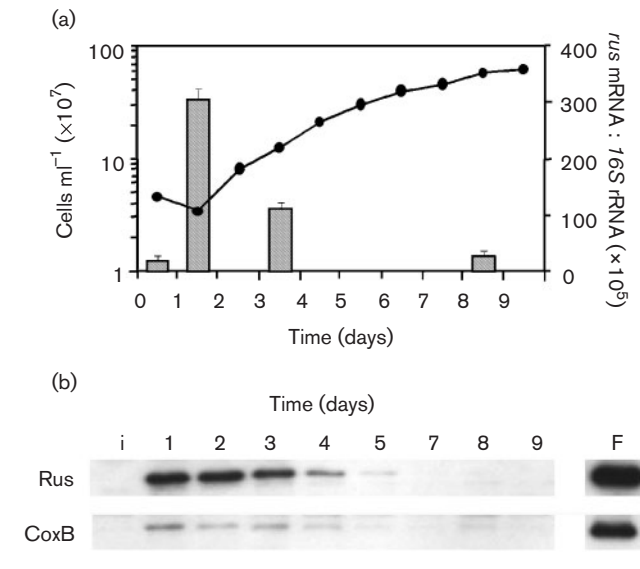 (a)
100
10
1
Cells ml⁻¹ (×10⁷)
400
300
200
100
0
rus mRNA : 16S rRNA (×10⁵)
0 1 2 3 4 5 6 7 8 9
Time (days)
(b)
Time (days)
i 1 2 3 4 5 7 8 9 F
Rus
CoxB